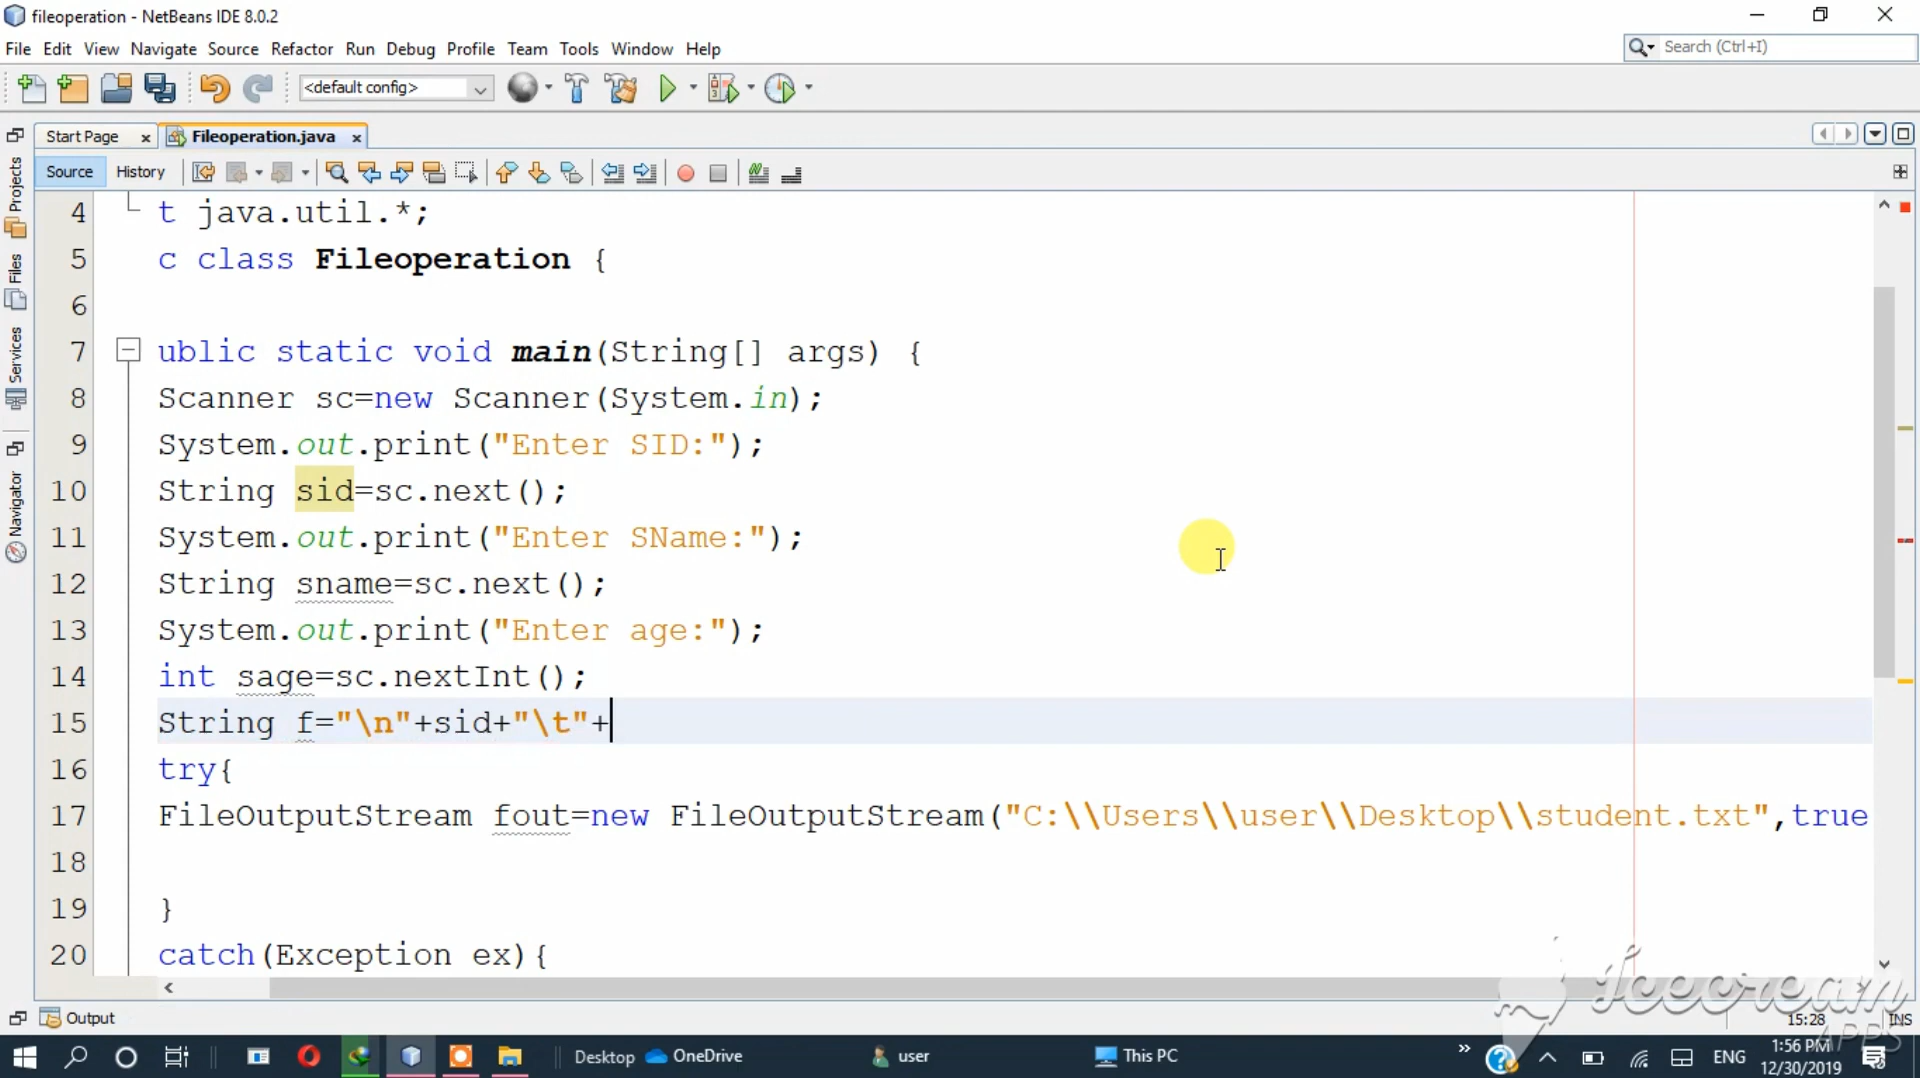 fileoperation - NetBeans IDE 8.0.2
File Edit View Navigate Source Refactor Run Debug Profile Team Tools Window Help
Search (Ctrl+I)
<default config>
Start Page
Fileoperation.java
Source History
Projects
Files
Services
Navigator
4 t java.util.*;
5 c class Fileoperation {
6
7 ublic static void main(String[] args) {
8 Scanner sc=new Scanner(System.in);
9 System.out.print("Enter SID:");
10 String sid=sc.next();
11 System.out.print("Enter SName:");
12 String sname=sc.next();
13 System.out.print("Enter age:");
14 int sage=sc.nextInt();
15 String f="\n"+sid+"\t"+
16 try{
17 FileOutputStream fout=new FileOutputStream("C:\\Users\\user\\Desktop\\student.txt",true
18
19 }
20 catch(Exception ex){
Icecream
APPS
Output
15:28 INS
Desktop OneDrive user This PC
ENG
1:56 PM
12/30/2019